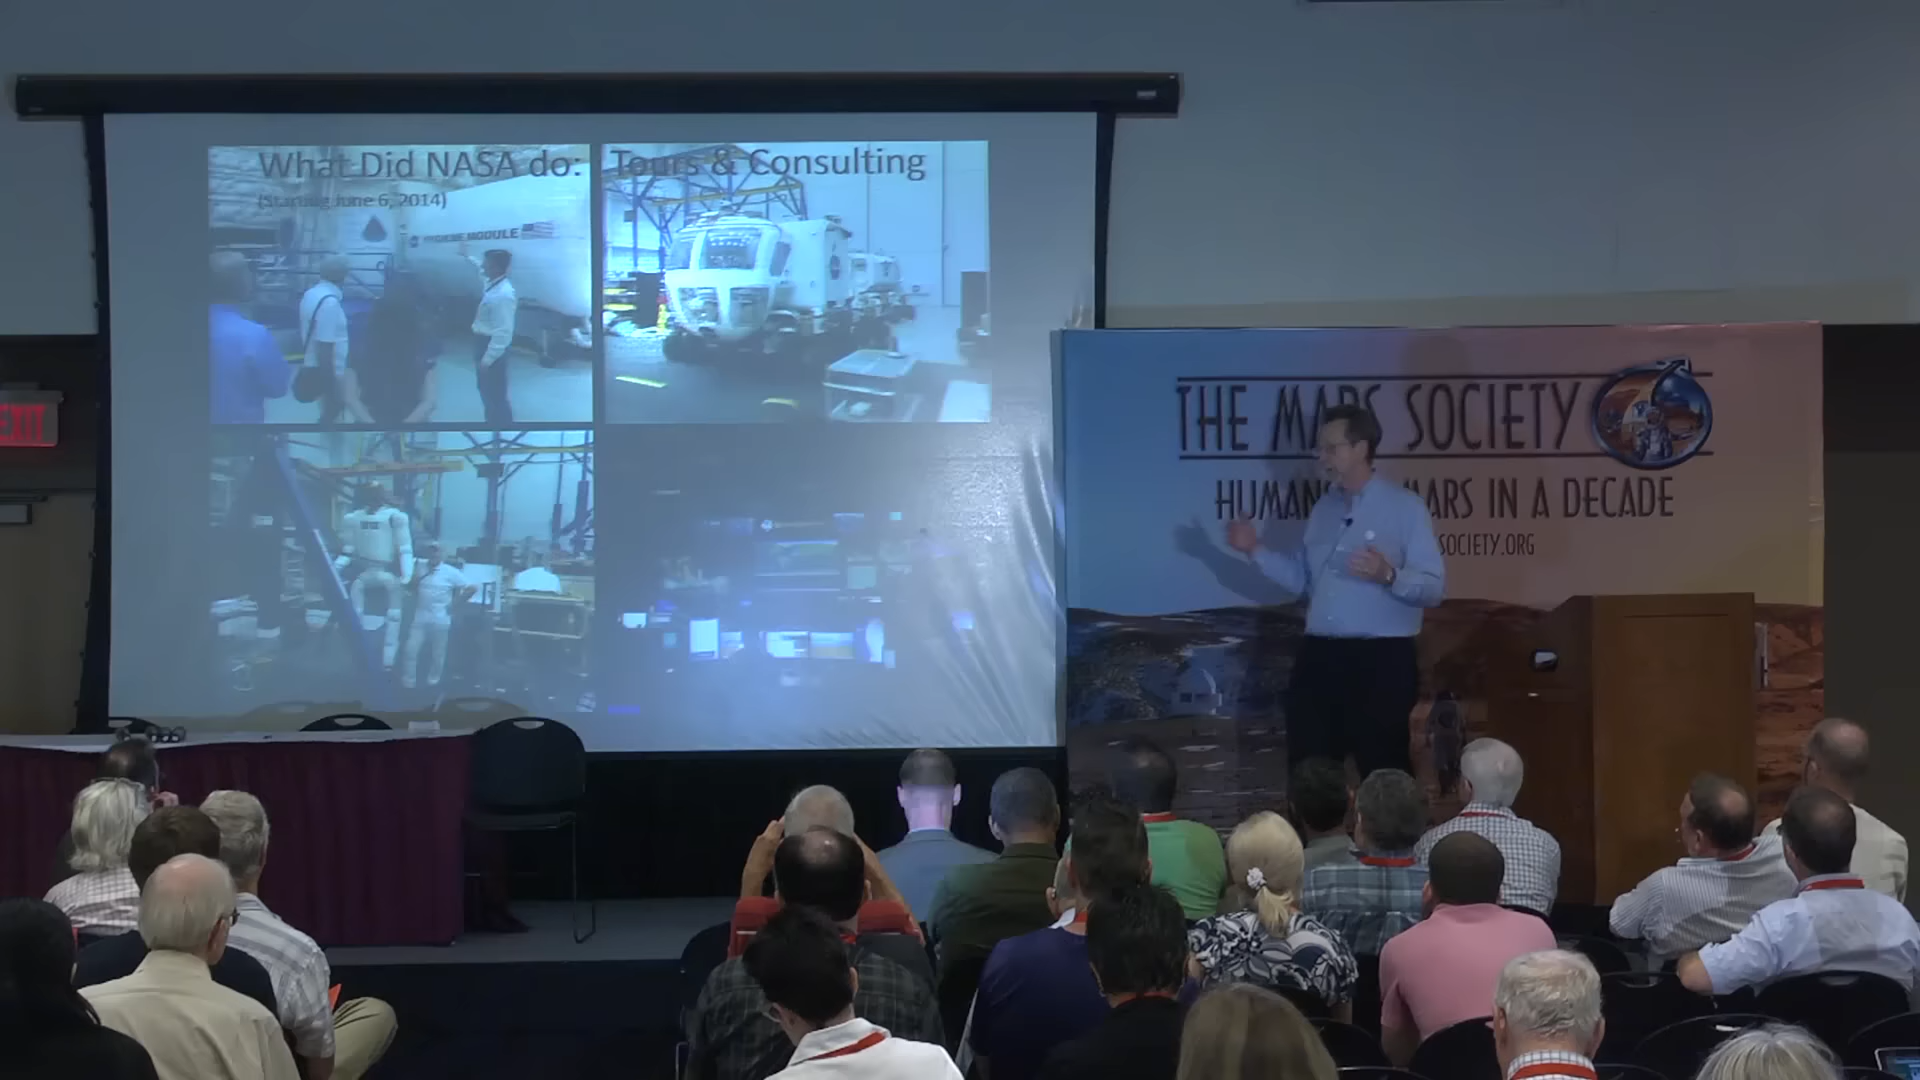 What Did NASA do: Tours & Consulting
(Starting June 6, 2014)
HYGIENE MODULE
EXIT
THE MARS SOCIETY
HUMANS MARS IN A DECADE
SOCIETY.ORG